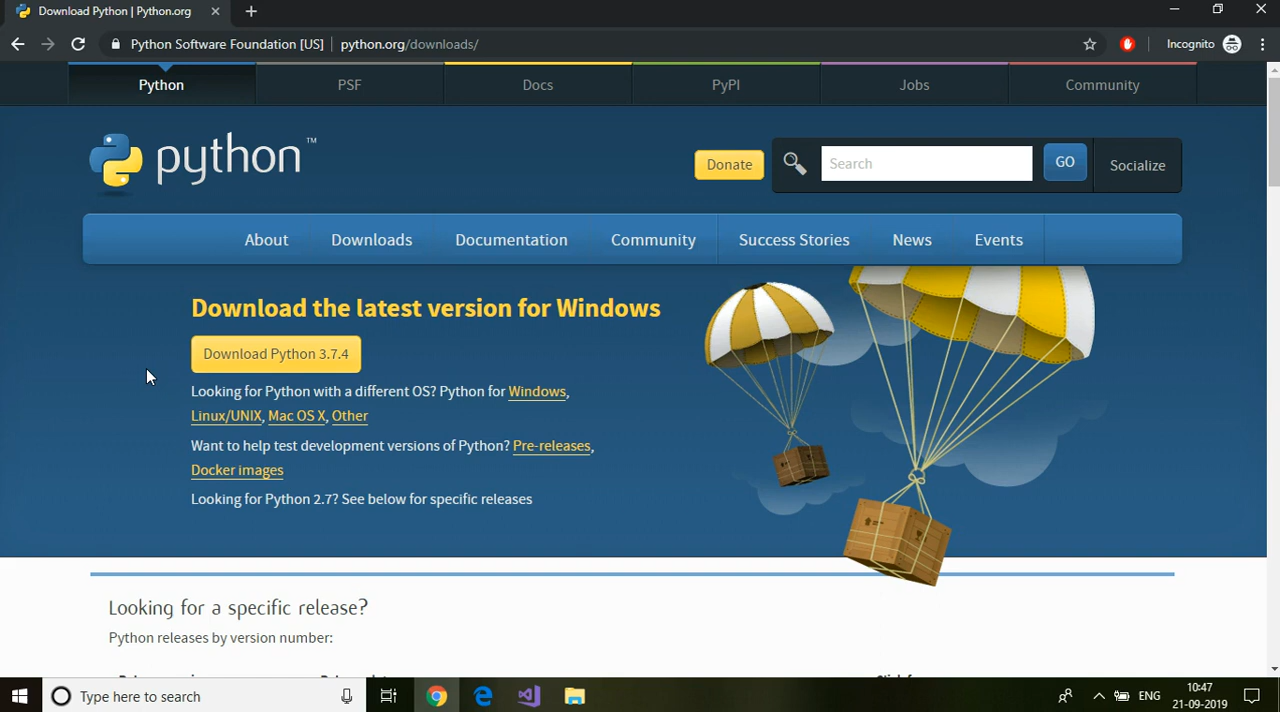 Download Python | Python.org
Python Software Foundation [US] | python.org/downloads/
Incognito
Python PSF Docs PyPI Jobs Community
python™
Donate Search GO Socialize
About Downloads Documentation Community Success Stories News Events
Download the latest version for Windows
Download Python 3.7.4
Looking for Python with a different OS? Python for Windows,
Linux/UNIX, Mac OS X, Other
Want to help test development versions of Python? Pre-releases,
Docker images
Looking for Python 2.7? See below for specific releases
Looking for a specific release?
Python releases by version number:
Type here to search
ENG
10:47
21-09-2019